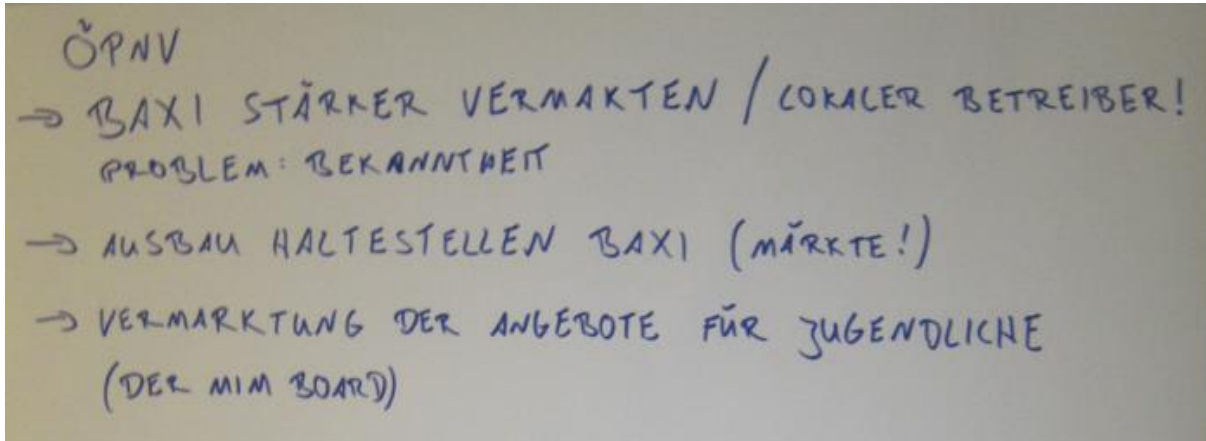 ÖPNV
→ BAXI STÄRKER VERMAKTEN / LOKALER BETREIBER!
PROBLEM: BEKANNTHEIT
→ AUSBAU HALTESTELLEN BAXI (MÄRKTE!)
→ VERMARKTUNG DER ANGEBOTE FÜR JUGENDLICHE
(DER MIM BOARD)